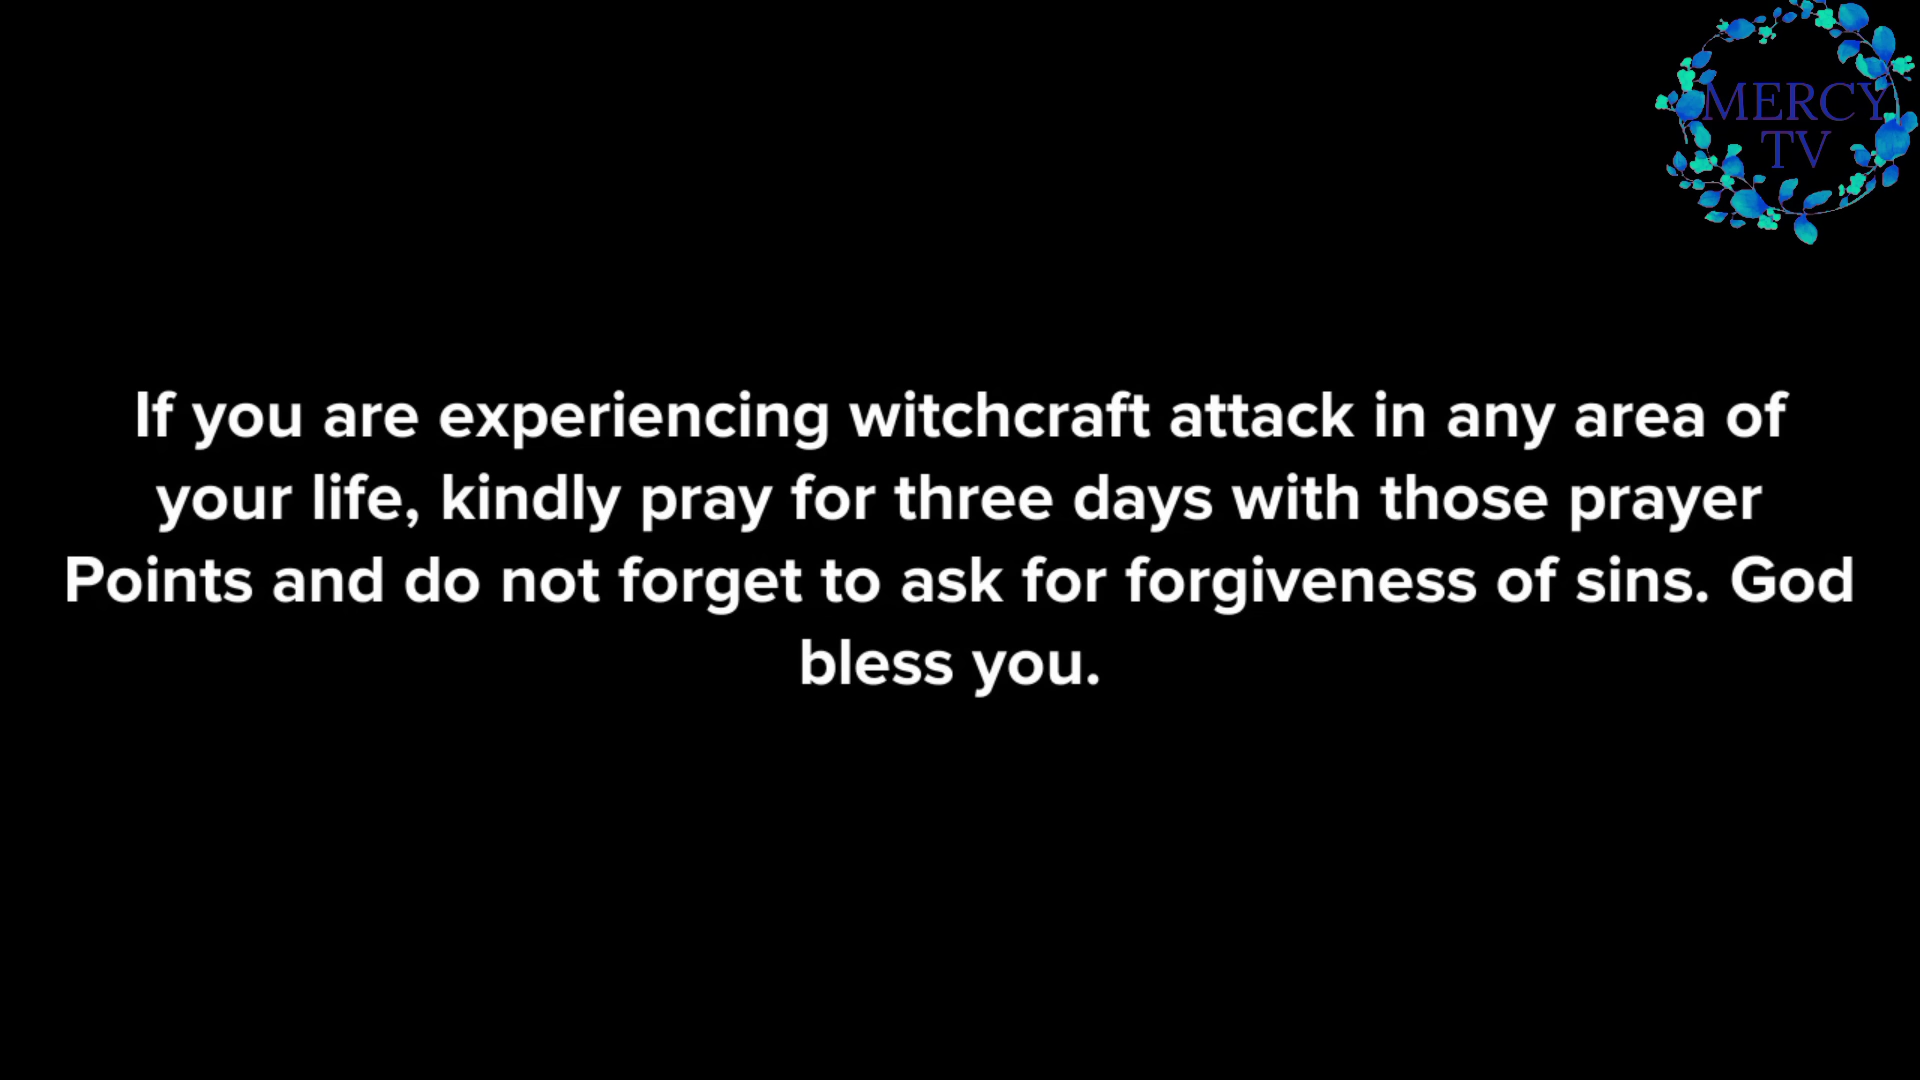 MERCY
TV
If you are experiencing witchcraft attack in any area of
your life, kindly pray for three days with those prayer
Points and do not forget to ask for forgiveness of sins. God
bless you.